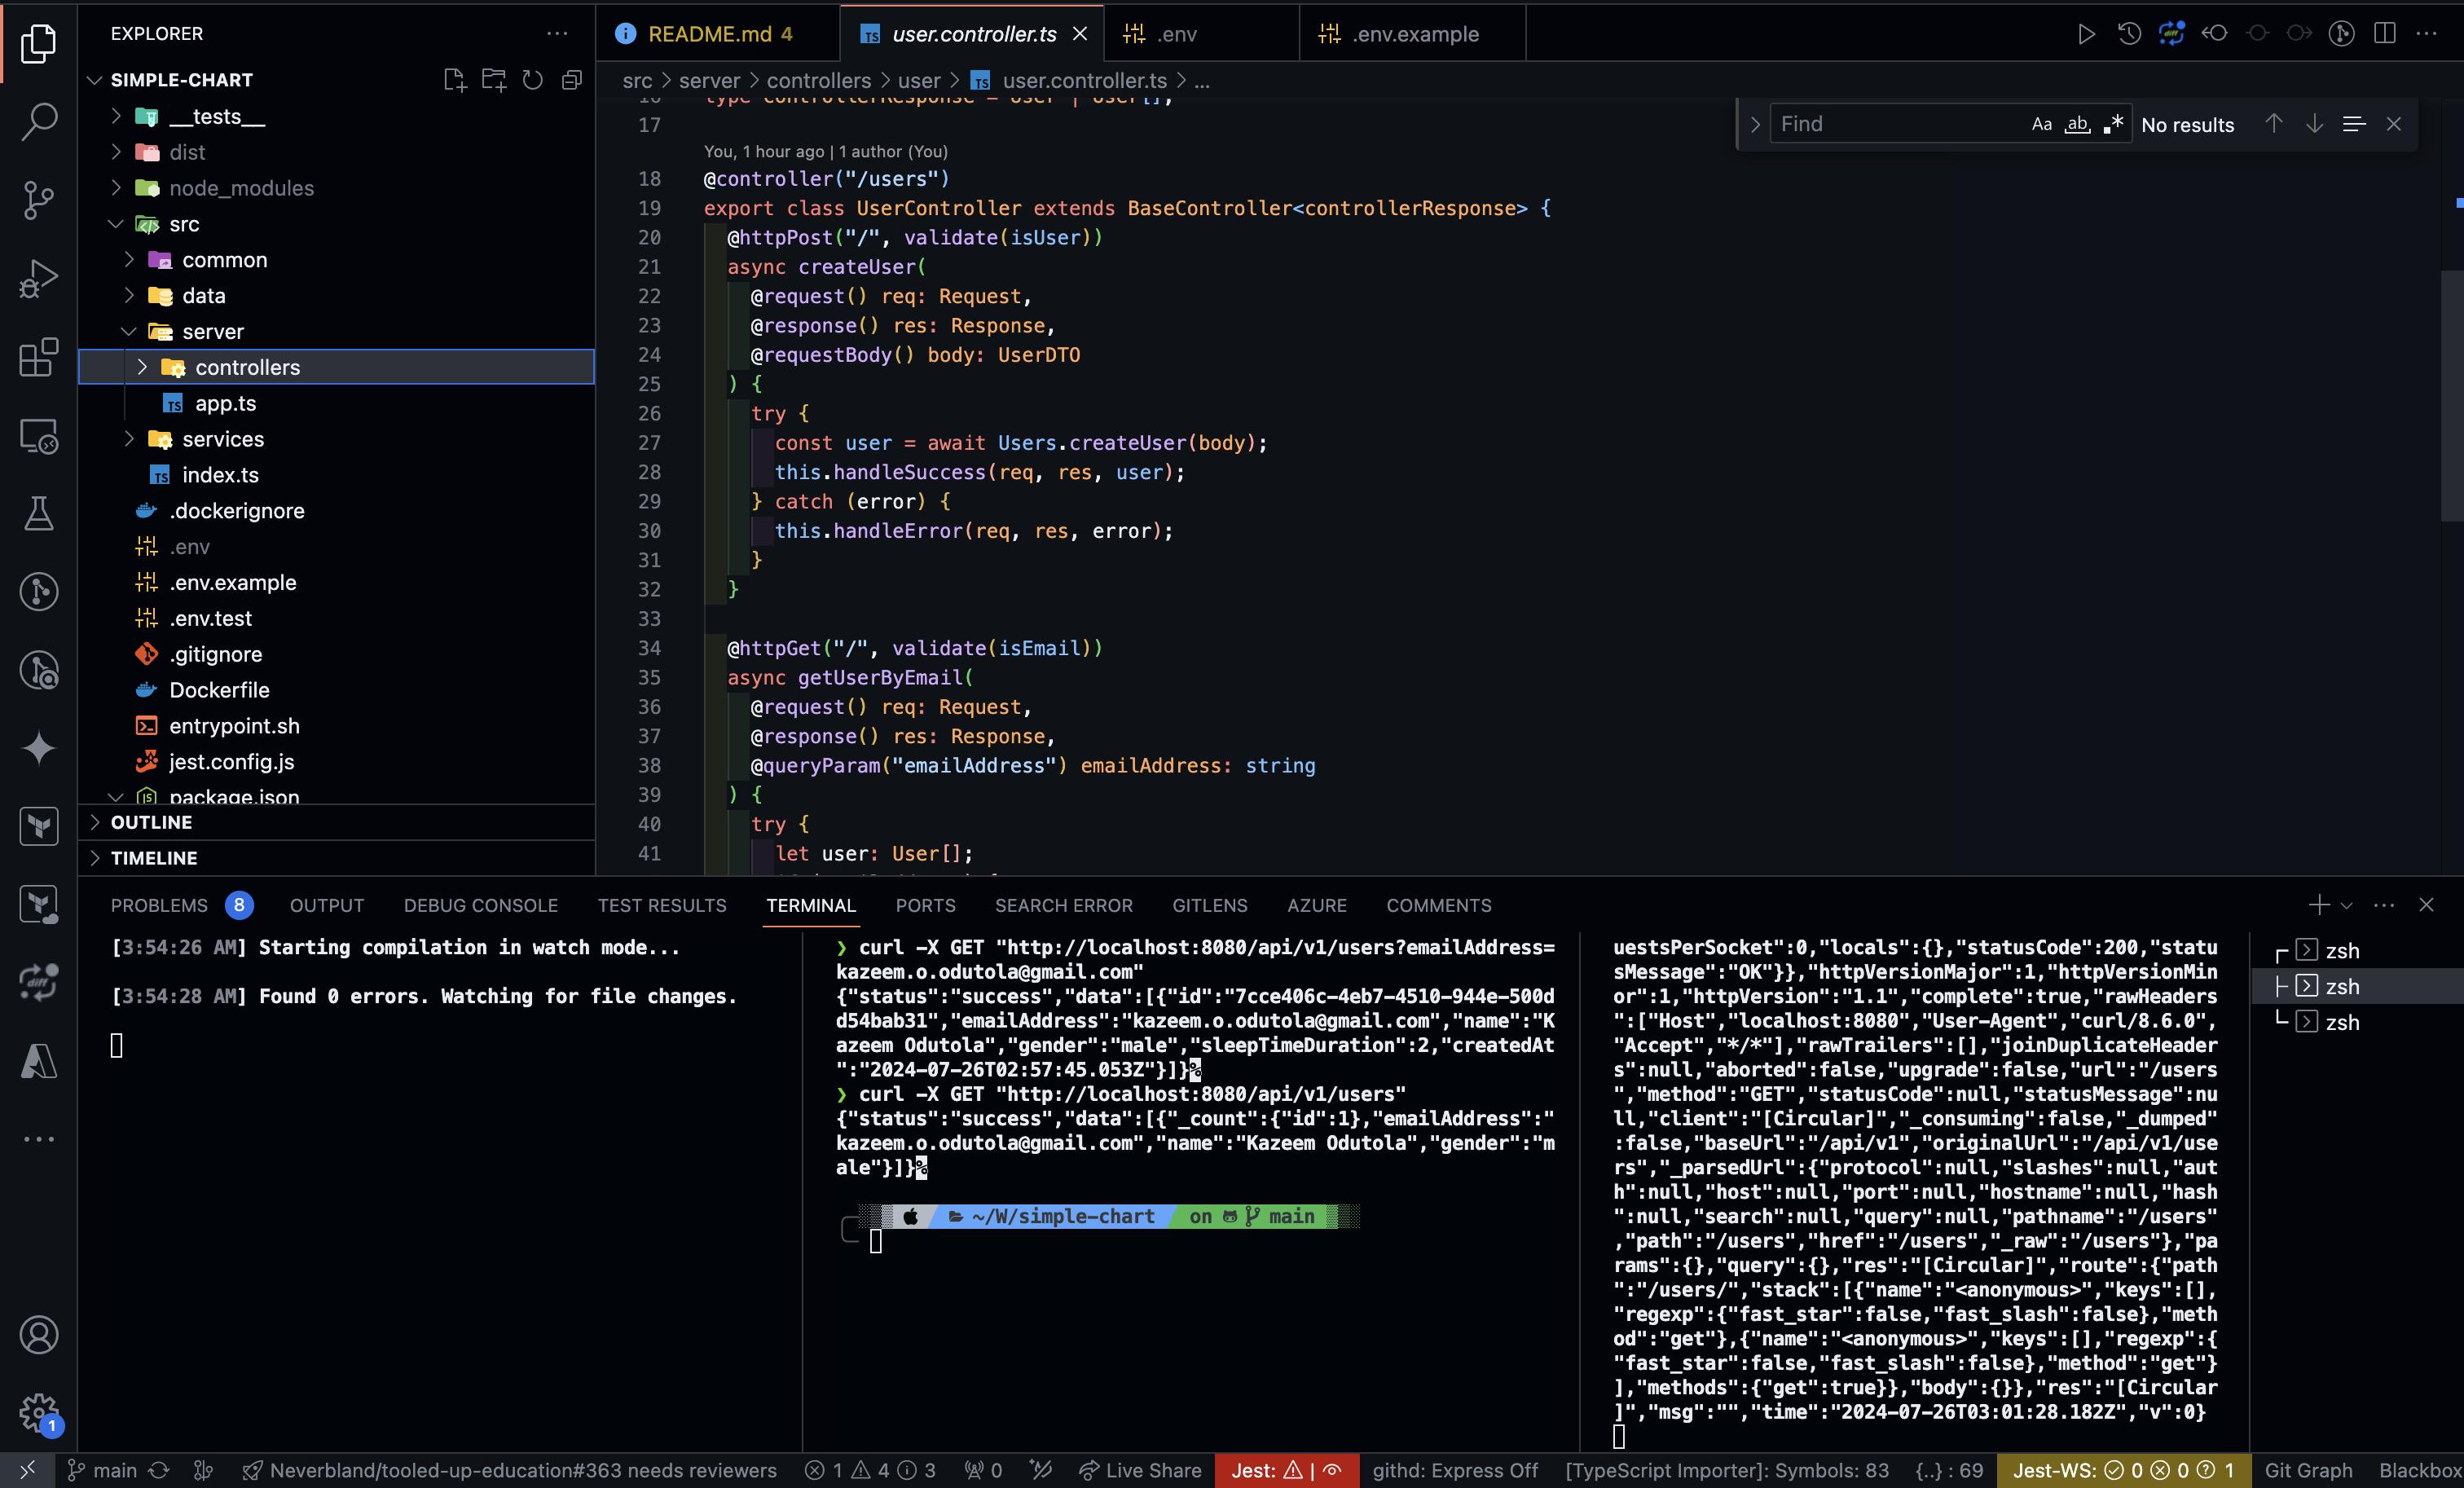 EXPLORER
SIMPLE-CHART
__tests__
dist
node_modules
src
common
data
server
controllers
app.ts
services
index.ts
.dockerignore
.env
.env.example
.env.test
.gitignore
Dockerfile
entrypoint.sh
jest.config.js
package.json
OUTLINE
TIMELINE
README.md 4
user.controller.ts
.env
.env.example
src > server > controllers > user > TS user.controller.ts > ...
Find
Aa ab .* No results
16 type controllerResponse = User | User[];
17
You, 1 hour ago | 1 author (You)
18 @controller("/users")
19 export class UserController extends BaseController<controllerResponse> {
20 @httpPost("/", validate(isUser))
21 async createUser(
22 @request() req: Request,
23 @response() res: Response,
24 @requestBody() body: UserDTO
25 ) {
26 try {
27 const user = await Users.createUser(body);
28 this.handleSuccess(req, res, user);
29 } catch (error) {
30 this.handleError(req, res, error);
31 }
32 }
33
34 @httpGet("/", validate(isEmail))
35 async getUserByEmail(
36 @request() req: Request,
37 @response() res: Response,
38 @queryParam("emailAddress") emailAddress: string
39 ) {
40 try {
41 let user: User[];
PROBLEMS 8 OUTPUT DEBUG CONSOLE TEST RESULTS TERMINAL PORTS SEARCH ERROR GITLENS AZURE COMMENTS
[3:54:26 AM] Starting compilation in watch mode...
[3:54:28 AM] Found 0 errors. Watching for file changes.
❯ curl -X GET "http://localhost:8080/api/v1/users?emailAddress=
kazeem.o.odutola@gmail.com"
{"status":"success","data":[{"id":"7cce406c-4eb7-4510-944e-500d
d54bab31","emailAddress":"kazeem.o.odutola@gmail.com","name":"K
azeem Odutola","gender":"male","sleepTimeDuration":2,"createdAt
":"2024-07-26T02:57:45.053Z"}]}%
❯ curl -X GET "http://localhost:8080/api/v1/users"
{"status":"success","data":[{"_count":{"id":1},"emailAddress":"
kazeem.o.odutola@gmail.com","name":"Kazeem Odutola","gender":"m
ale"}]}%
~/W/simple-chart on main
uestsPerSocket":0,"locals":{},"statusCode":200,"statu
sMessage":"OK"}},"httpVersionMajor":1,"httpVersionMin
or":1,"httpVersion":"1.1","complete":true,"rawHeaders
":["Host","localhost:8080","User-Agent","curl/8.6.0",
"Accept","*/*"],"rawTrailers":[],"joinDuplicateHeader
s":null,"aborted":false,"upgrade":false,"url":"/users
","method":"GET","statusCode":null,"statusMessage":nu
ll,"client":"[Circular]","_consuming":false,"_dumped"
:false,"baseUrl":"/api/v1","originalUrl":"/api/v1/use
rs","_parsedUrl":{"protocol":null,"slashes":null,"aut
h":null,"host":null,"port":null,"hostname":null,"hash
":null,"search":null,"query":null,"pathname":"/users"
,"path":"/users","href":"/users","_raw":"/users"},"pa
rams":{},"query":{},"res":"[Circular]","route":{"path
":"/users/","stack":[{"name":"<anonymous>","keys":[],
"regexp":{"fast_star":false,"fast_slash":false},"meth
od":"get"},{"name":"<anonymous>","keys":[],"regexp":{
"fast_star":false,"fast_slash":false},"method":"get"}
],"methods":{"get":true}},"body":{}},"res":"[Circular
]","msg":"","time":"2024-07-26T03:01:28.182Z","v":0}
zsh
zsh
zsh
1
main Neverbland/tooled-up-education#363 needs reviewers 1 4 3 0 Live Share Jest: | githd: Express Off [TypeScript Importer]: Symbols: 83 {..} : 69 Jest-WS: 0 0 1 Git Graph Blackbox